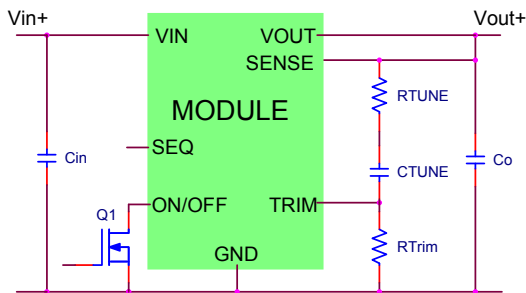 Vin+
Vout+
VIN
VOUT
SENSE
RTUNE
MODULE
Cin
SEQ
CTUNE
Co
Q1
ON/OFF
TRIM
GND
RTrim